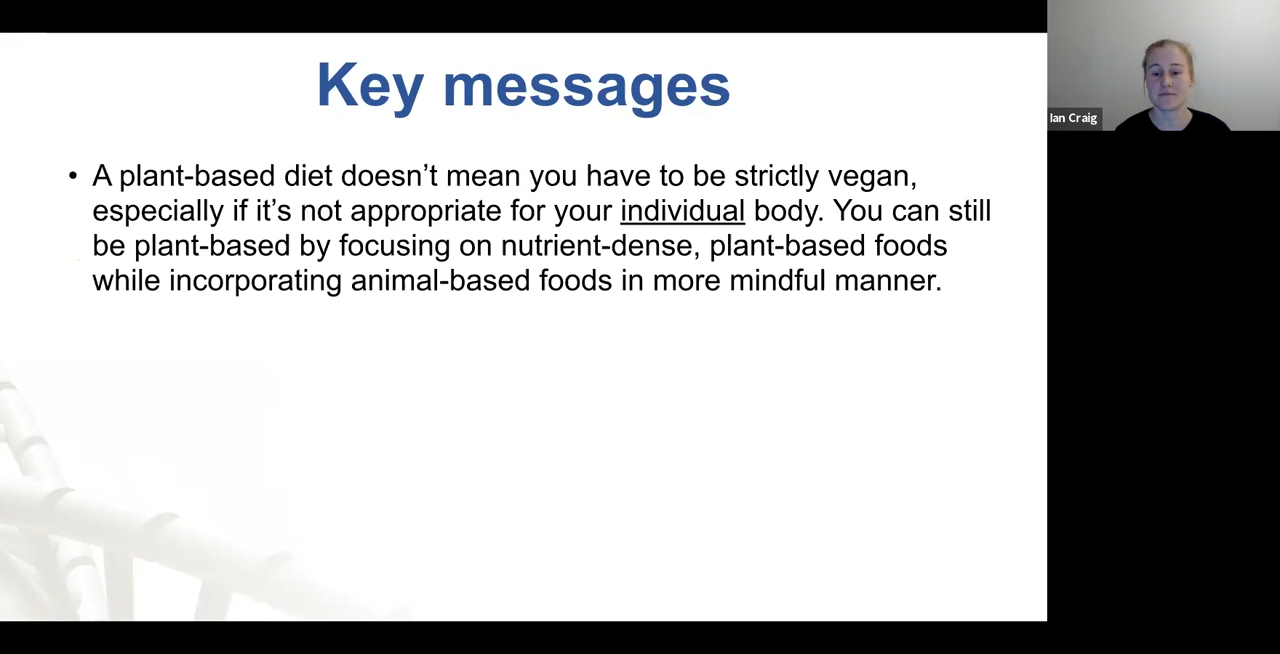 Key messages
• A plant-based diet doesn’t mean you have to be strictly vegan,
especially if it’s not appropriate for your individual body. You can still
be plant-based by focusing on nutrient-dense, plant-based foods
while incorporating animal-based foods in more mindful manner.
Ian Craig